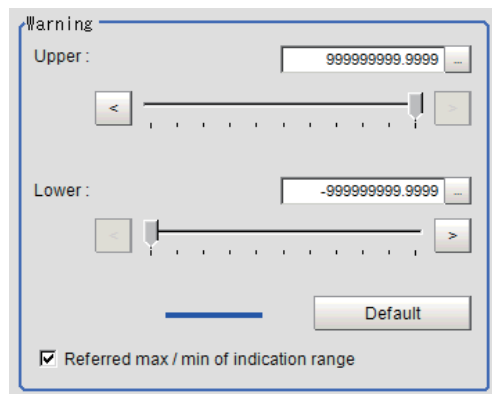 Warning
Upper :
999999999.9999 ...
< >
Lower :
-999999999.9999 ...
< >
Default
Referred max / min of indication range